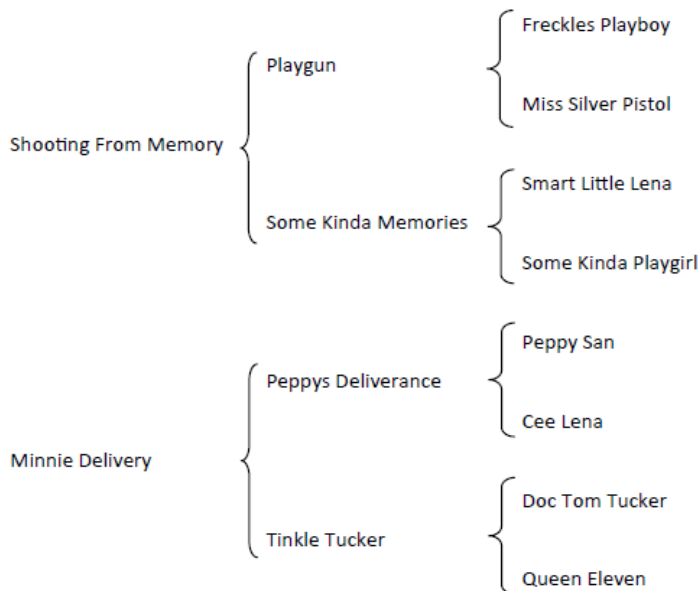 Freckles Playboy
Playgun
Miss Silver Pistol
Shooting From Memory
Smart Little Lena
Some Kinda Memories
Some Kinda Playgirl
Peppy San
Peppys Deliverance
Cee Lena
Minnie Delivery
Doc Tom Tucker
Tinkle Tucker
Queen Eleven